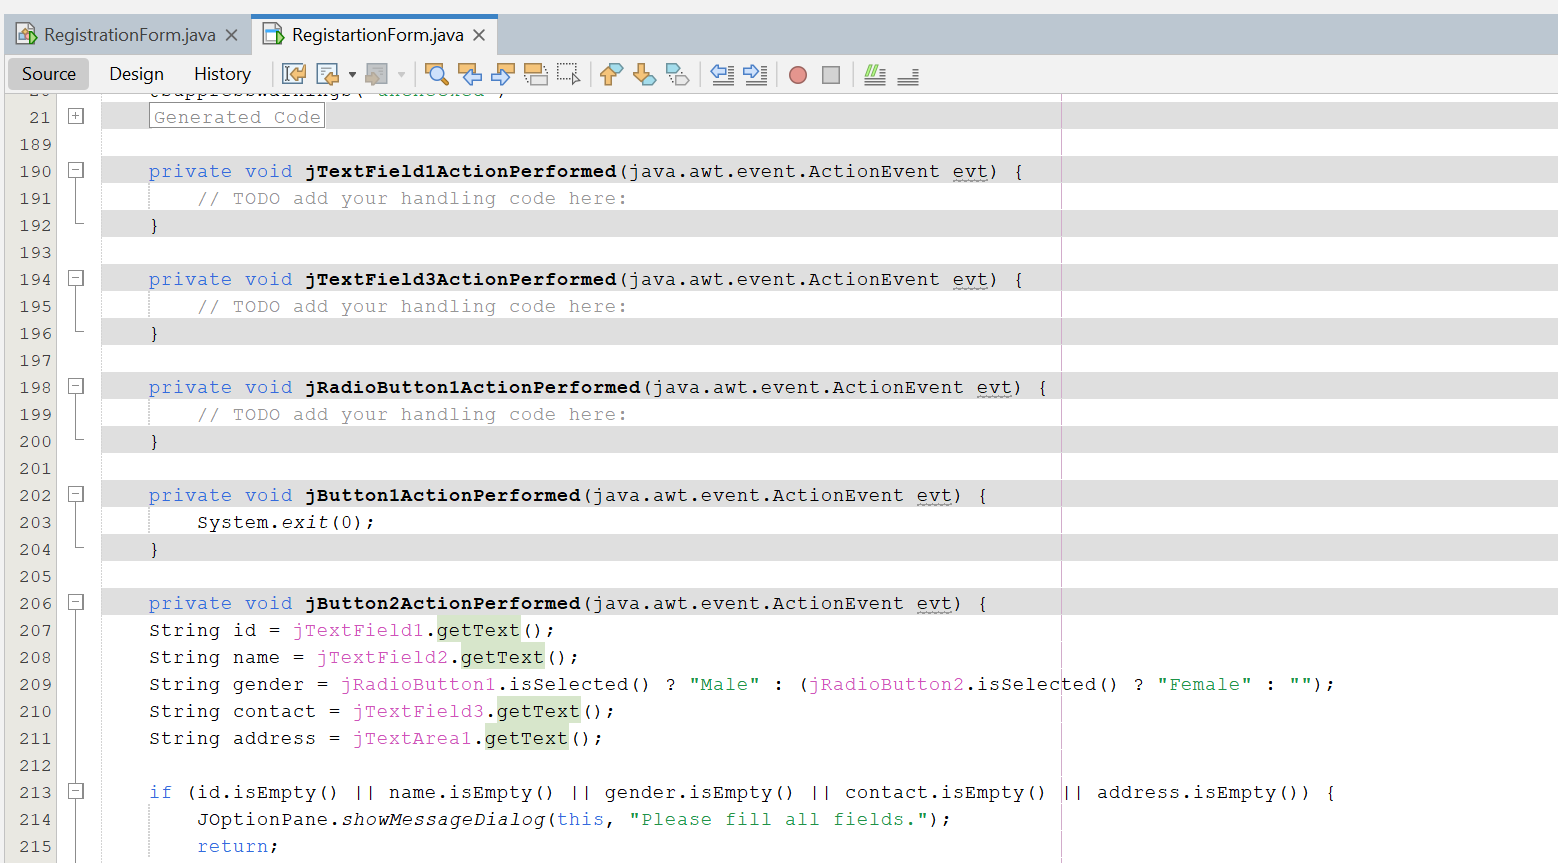 RegistrationForm.java RegistartionForm.java
Source Design History
21 Generated Code
189
190 private void jTextField1ActionPerformed(java.awt.event.ActionEvent evt) {
191 // TODO add your handling code here:
192 }
193
194 private void jTextField3ActionPerformed(java.awt.event.ActionEvent evt) {
195 // TODO add your handling code here:
196 }
197
198 private void jRadioButton1ActionPerformed(java.awt.event.ActionEvent evt) {
199 // TODO add your handling code here:
200 }
201
202 private void jButton1ActionPerformed(java.awt.event.ActionEvent evt) {
203 System.exit(0);
204 }
205
206 private void jButton2ActionPerformed(java.awt.event.ActionEvent evt) {
207 String id = jTextField1.getText();
208 String name = jTextField2.getText();
209 String gender = jRadioButton1.isSelected() ? "Male" : (jRadioButton2.isSelected() ? "Female" : "");
210 String contact = jTextField3.getText();
211 String address = jTextArea1.getText();
212
213 if (id.isEmpty() || name.isEmpty() || gender.isEmpty() || contact.isEmpty() || address.isEmpty()) {
214 JOptionPane.showMessageDialog(this, "Please fill all fields.");
215 return;